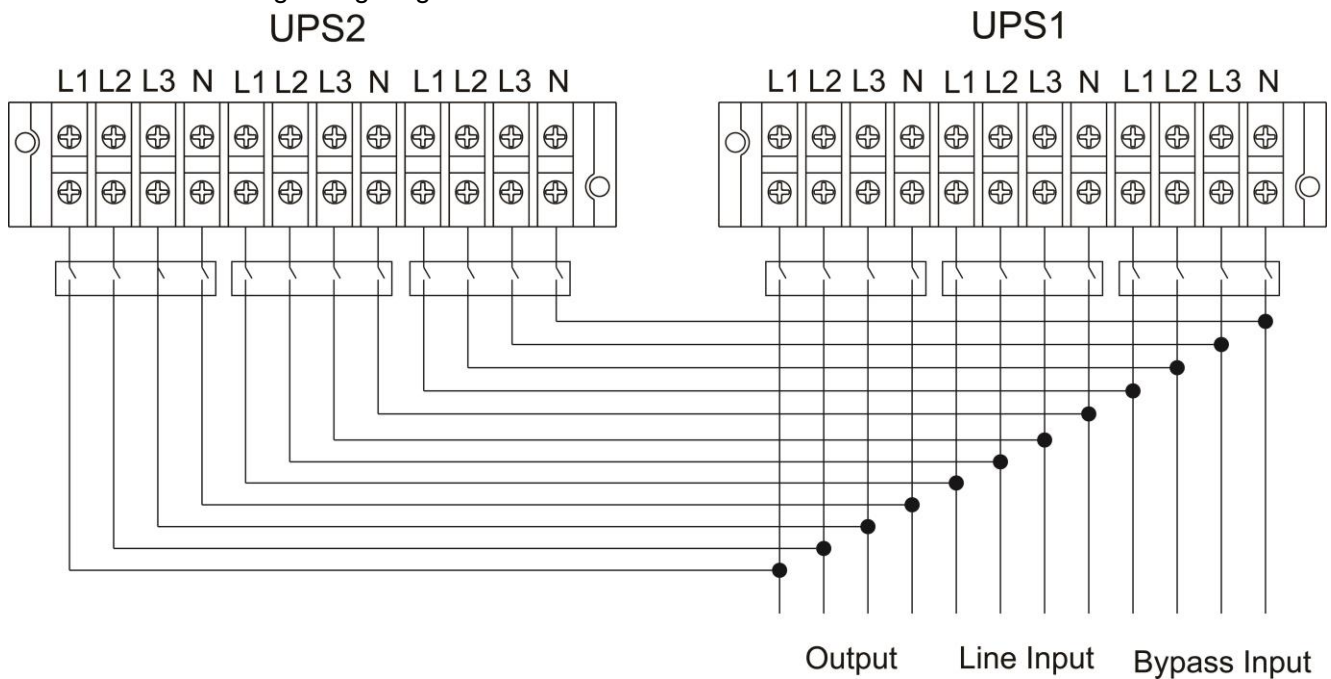 UPS2
UPS1
L1 L2 L3 N L1 L2 L3 N L1 L2 L3 N
L1 L2 L3 N L1 L2 L3 N L1 L2 L3 N
Output
Line Input
Bypass Input